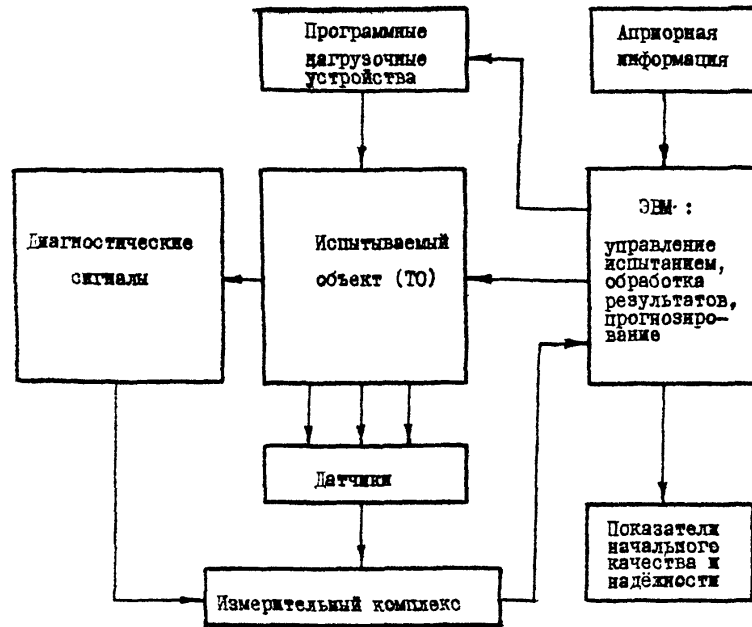 Программные
нагрузочные
устройства
Априорная
информация
Диагностические
сигналы
Испытываемый
объект (ТО)
ЭВМ :
управление
испытанием,
обработка
результатов,
прогнозиро-
вание
Датчики
Измерительный комплекс
Показатели
начального
качества и
надёжности